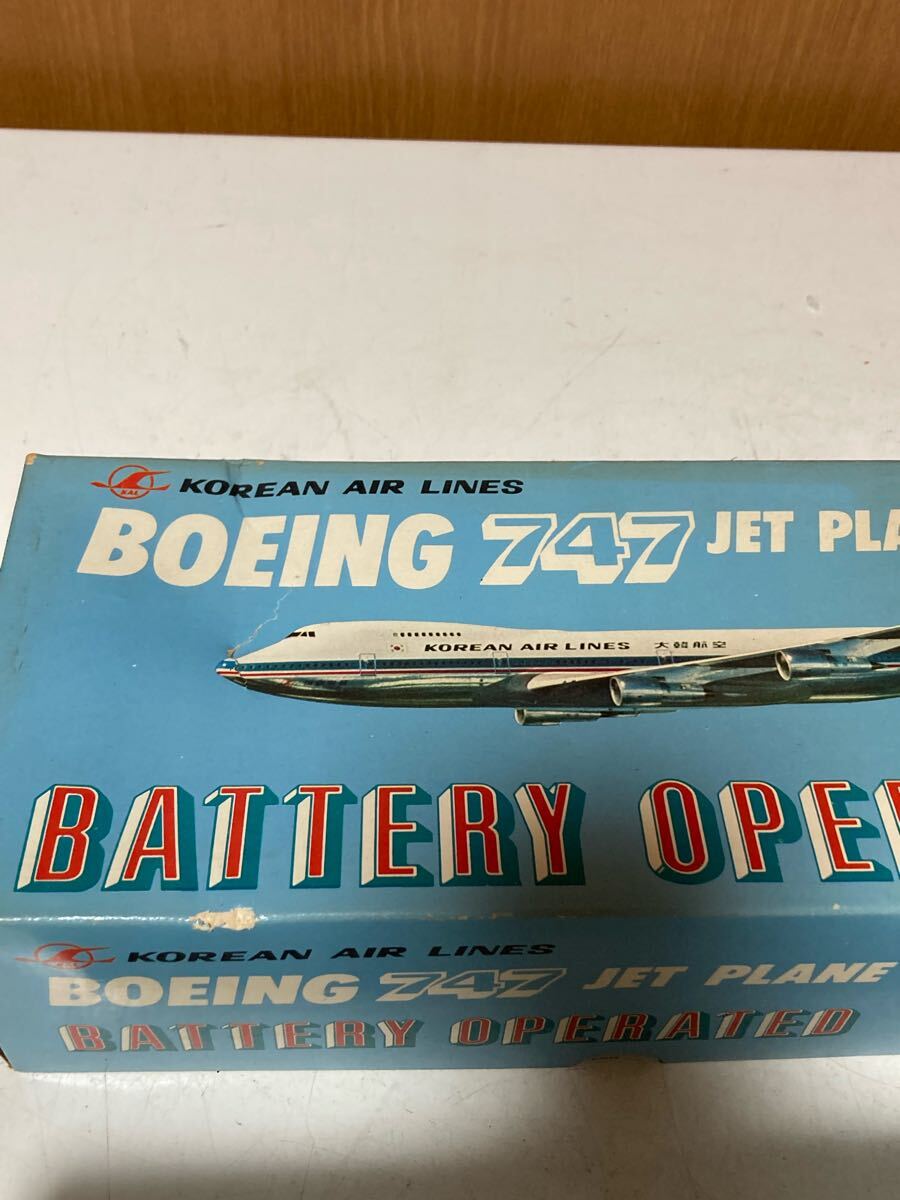 KAL KOREAN AIR LINES
BOEING 747 JET PLA
KOREAN AIR LINES 大韓航空
BATTERY OPE
KAL KOREAN AIR LINES
BOEING 747 JET PLANE
BATTERY OPERATED